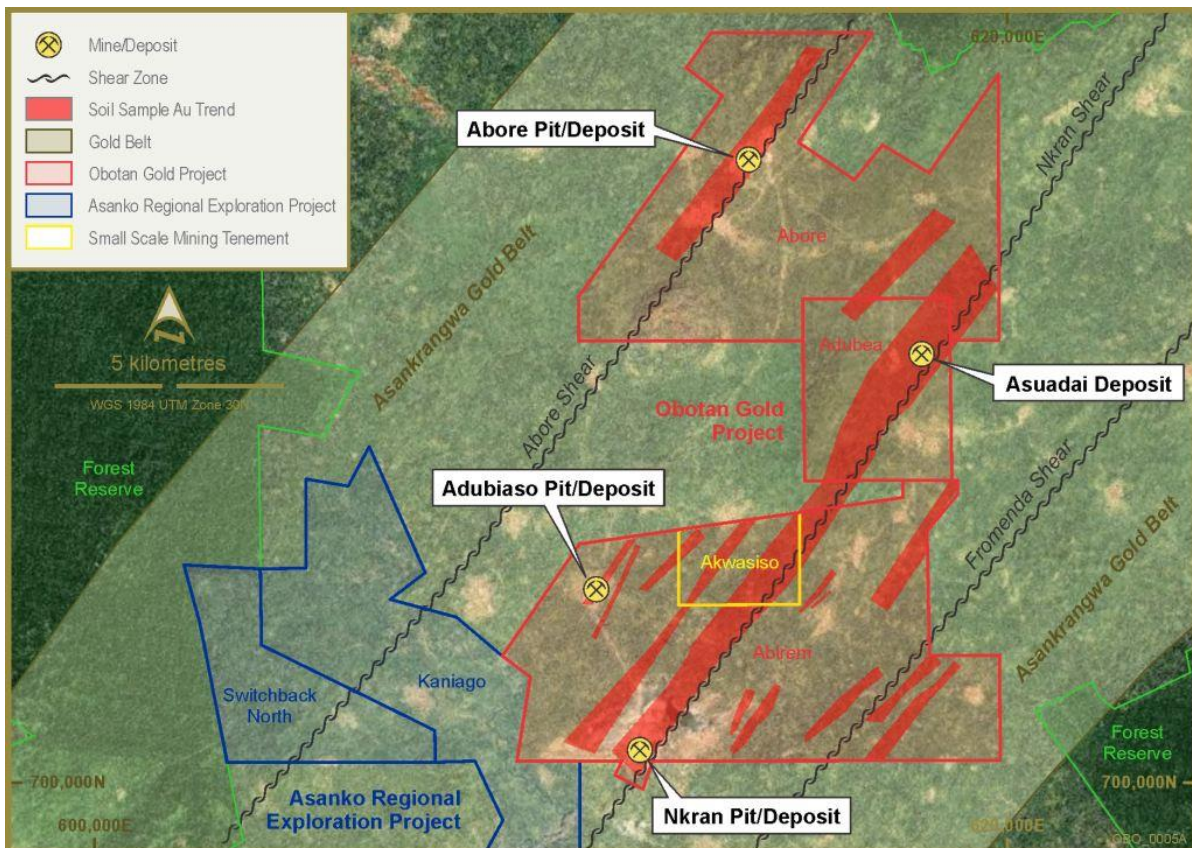 Mine/Deposit
Shear Zone
Soil Sample Au Trend
Gold Belt
Obotan Gold Project
Asanko Regional Exploration Project
Small Scale Mining Tenement
620,000E
Nkran Shear
Abore Pit/Deposit
Abore
Asankrangwa Gold Belt
5 kilometres
WGS 1984 UTM Zone 30N
Adubea
Asuadai Deposit
Abore Shear
Obotan Gold
Project
Forest
Reserve
Adubiaso Pit/Deposit
Fromenda Shear
Akwasiso
Asankrangwa Gold Belt
Abirem
Kaniago
Switchback
North
Forest
Reserve
700,000N
700,000N
Asanko Regional
Exploration Project
Nkran Pit/Deposit
600,000E
620,000E
GBO_0005A